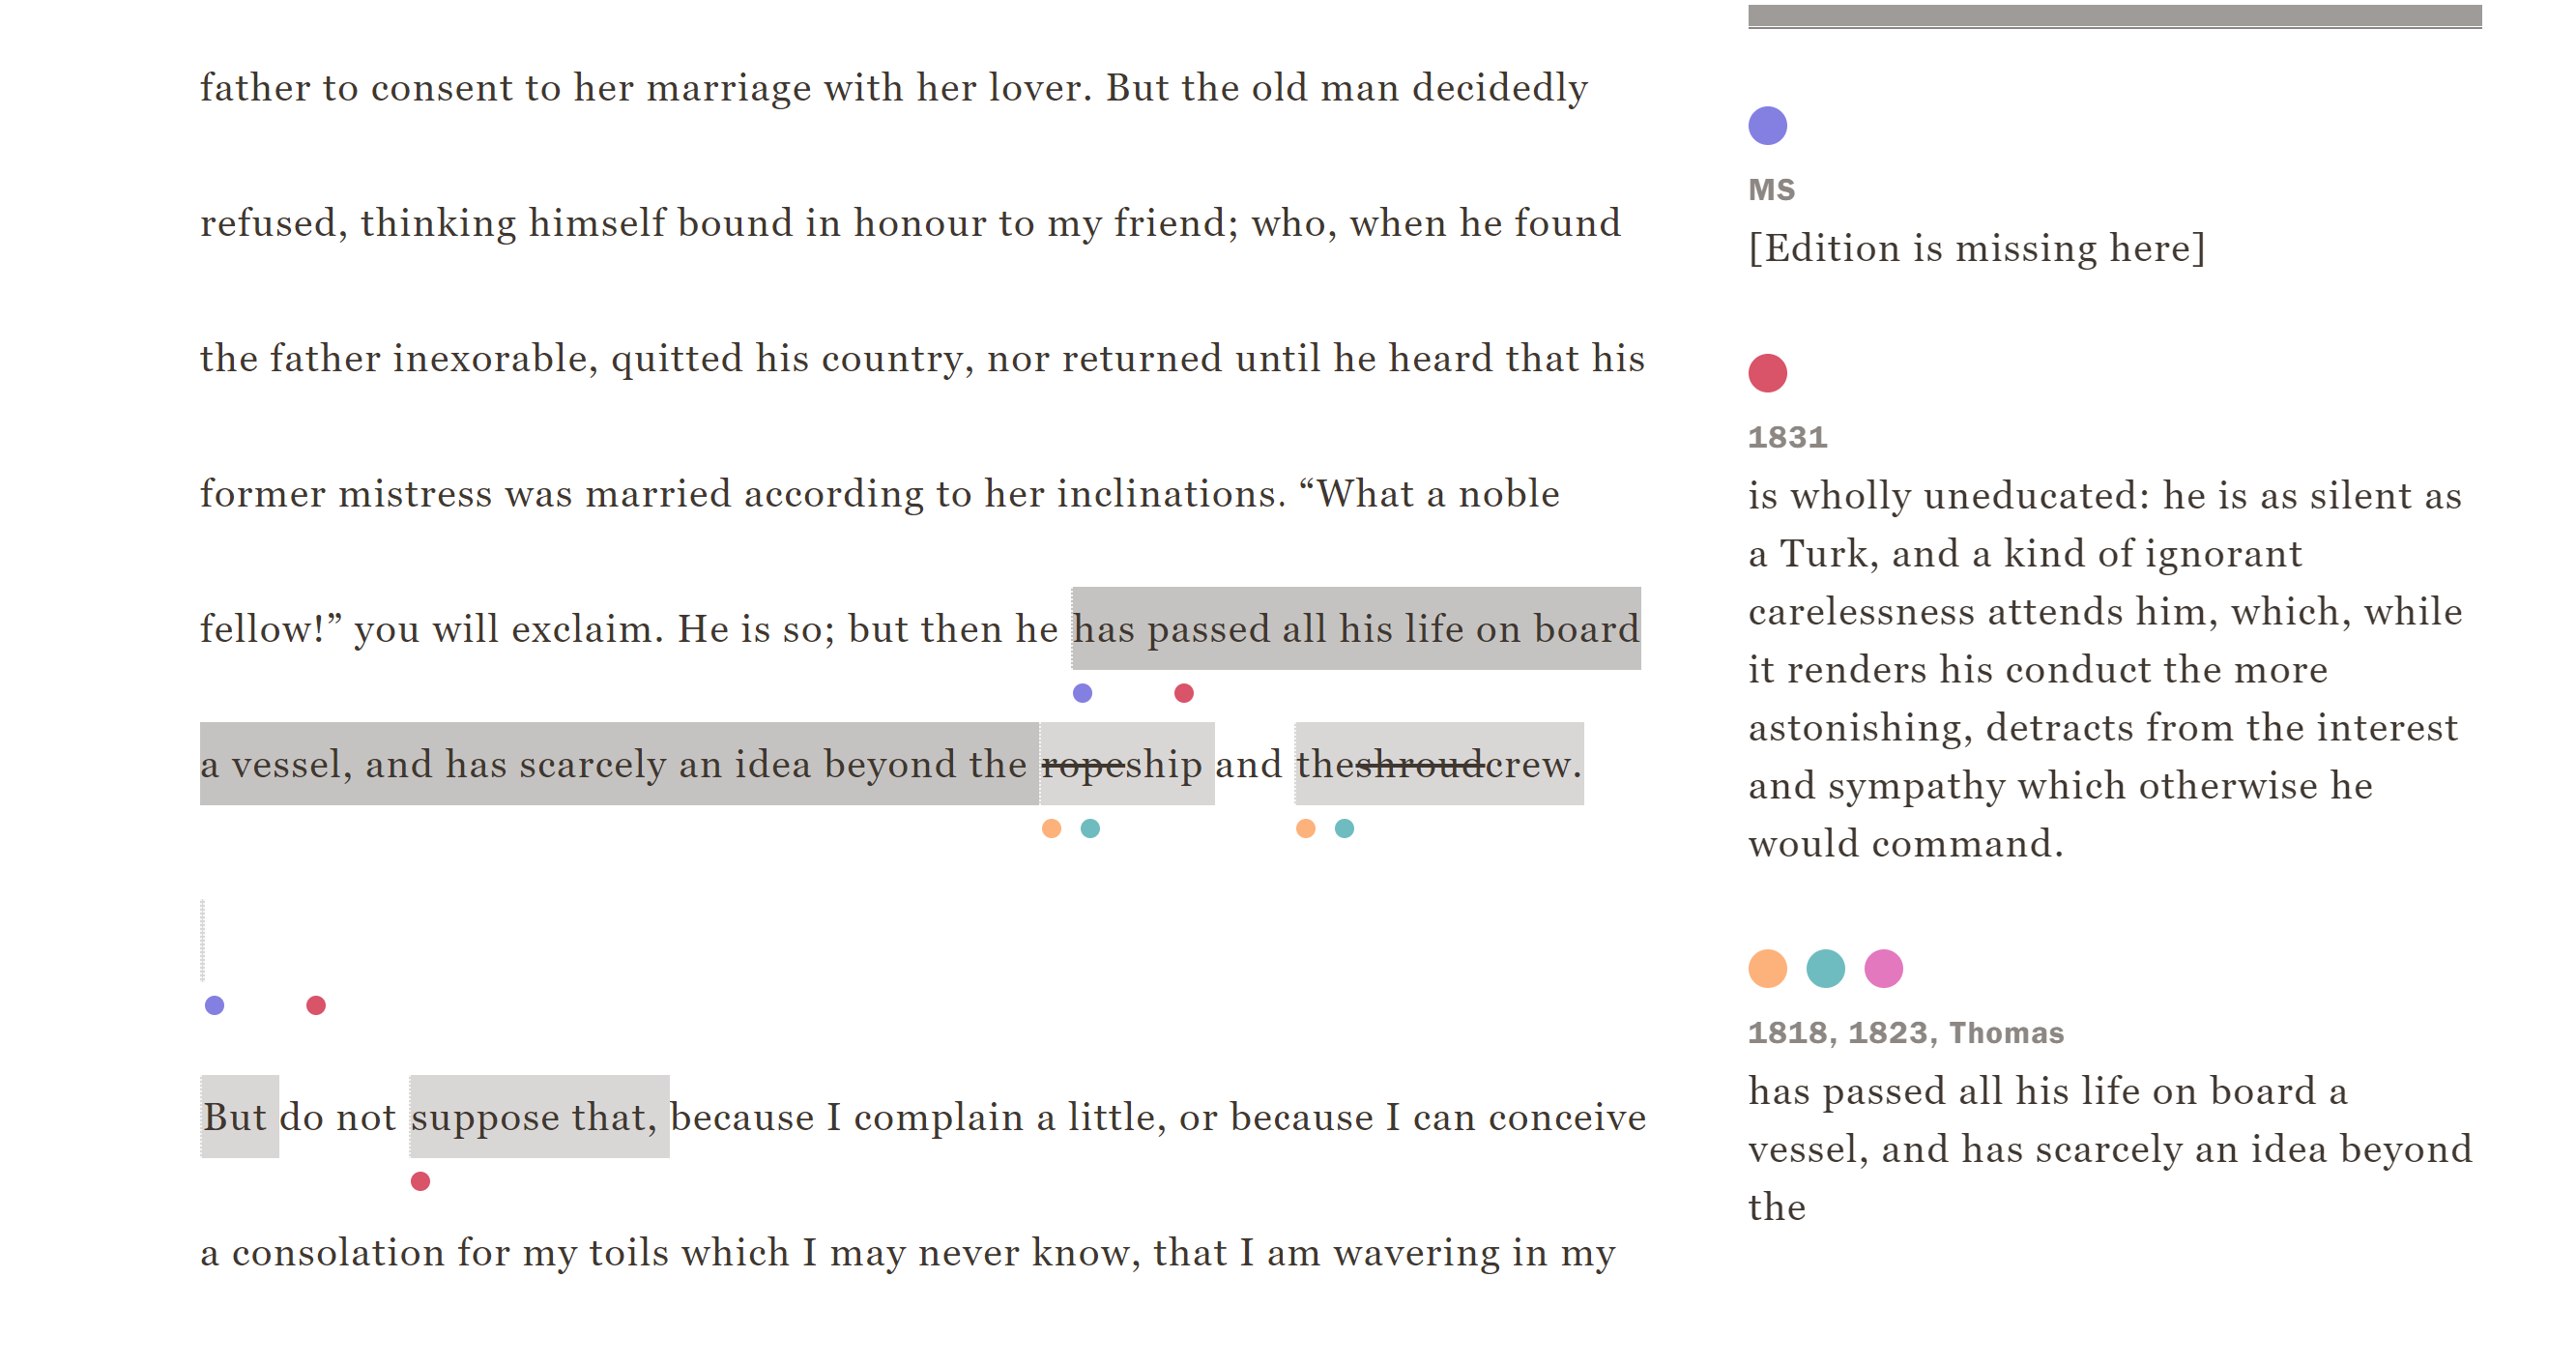 father to consent to her marriage with her lover. But the old man decidedly
refused, thinking himself bound in honour to my friend; who, when he found
the father inexorable, quitted his country, nor returned until he heard that his
former mistress was married according to her inclinations. “What a noble
fellow!” you will exclaim. He is so; but then he has passed all his life on board
a vessel, and has scarcely an idea beyond the ropeship and theshroudcrew.
But do not suppose that, because I complain a little, or because I can conceive
a consolation for my toils which I may never know, that I am wavering in my
MS
[Edition is missing here]
1831
is wholly uneducated: he is as silent as
a Turk, and a kind of ignorant
carelessness attends him, which, while
it renders his conduct the more
astonishing, detracts from the interest
and sympathy which otherwise he
would command.
1818, 1823, Thomas
has passed all his life on board a
vessel, and has scarcely an idea beyond
the